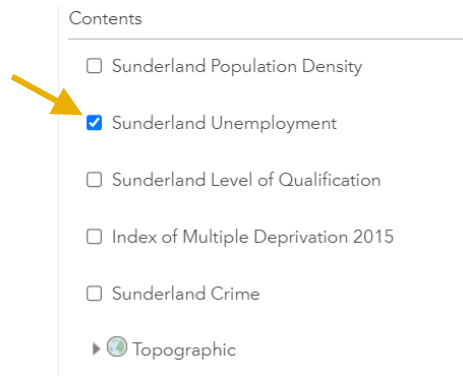 Contents
Sunderland Population Density
Sunderland Unemployment
Sunderland Level of Qualification
Index of Multiple Deprivation 2015
Sunderland Crime
Topographic